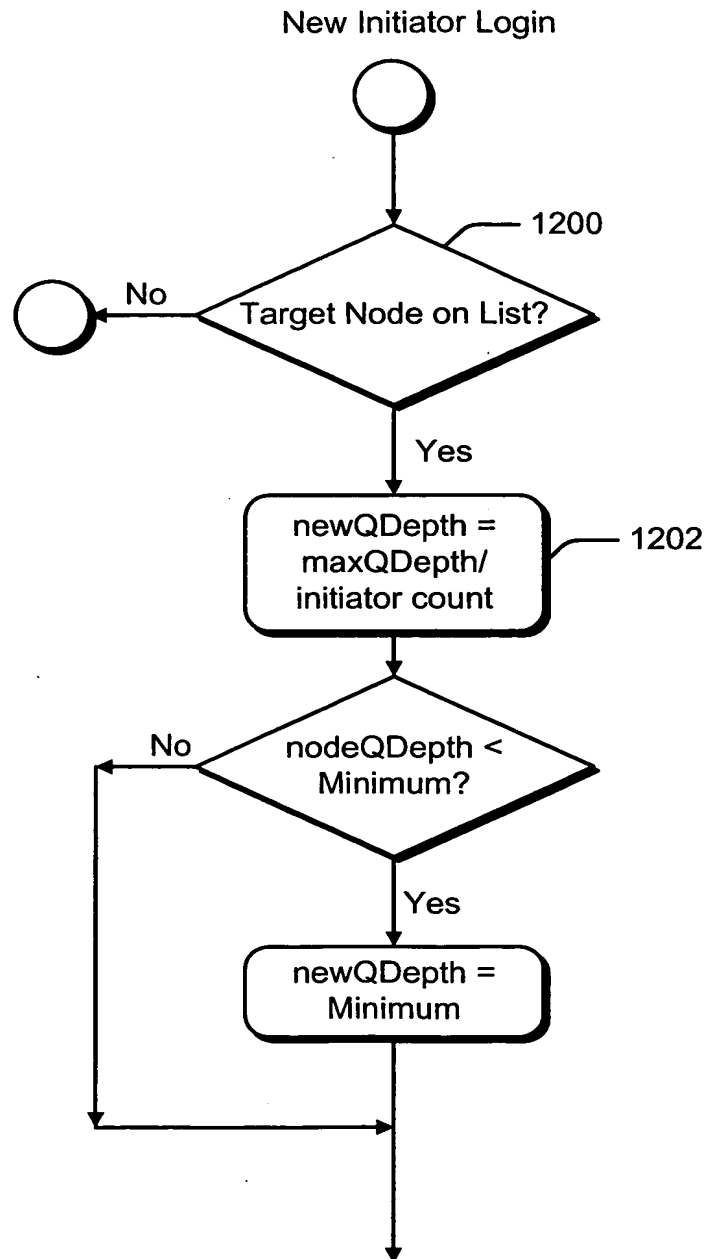 New Initiator Login
1200
No
Target Node on List?
Yes
newQDepth =
maxQDepth/
initiator count
1202
No
nodeQDepth <
Minimum?
Yes
newQDepth =
Minimum